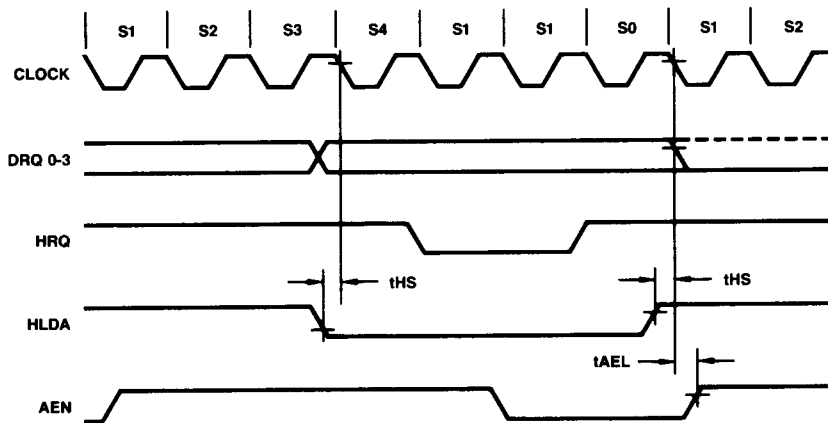 S1 S2 S3 S4 S1 S1 S0 S1 S2
CLOCK
DRQ 0-3
HRQ
tHS tHS
HLDA
tAEL
AEN